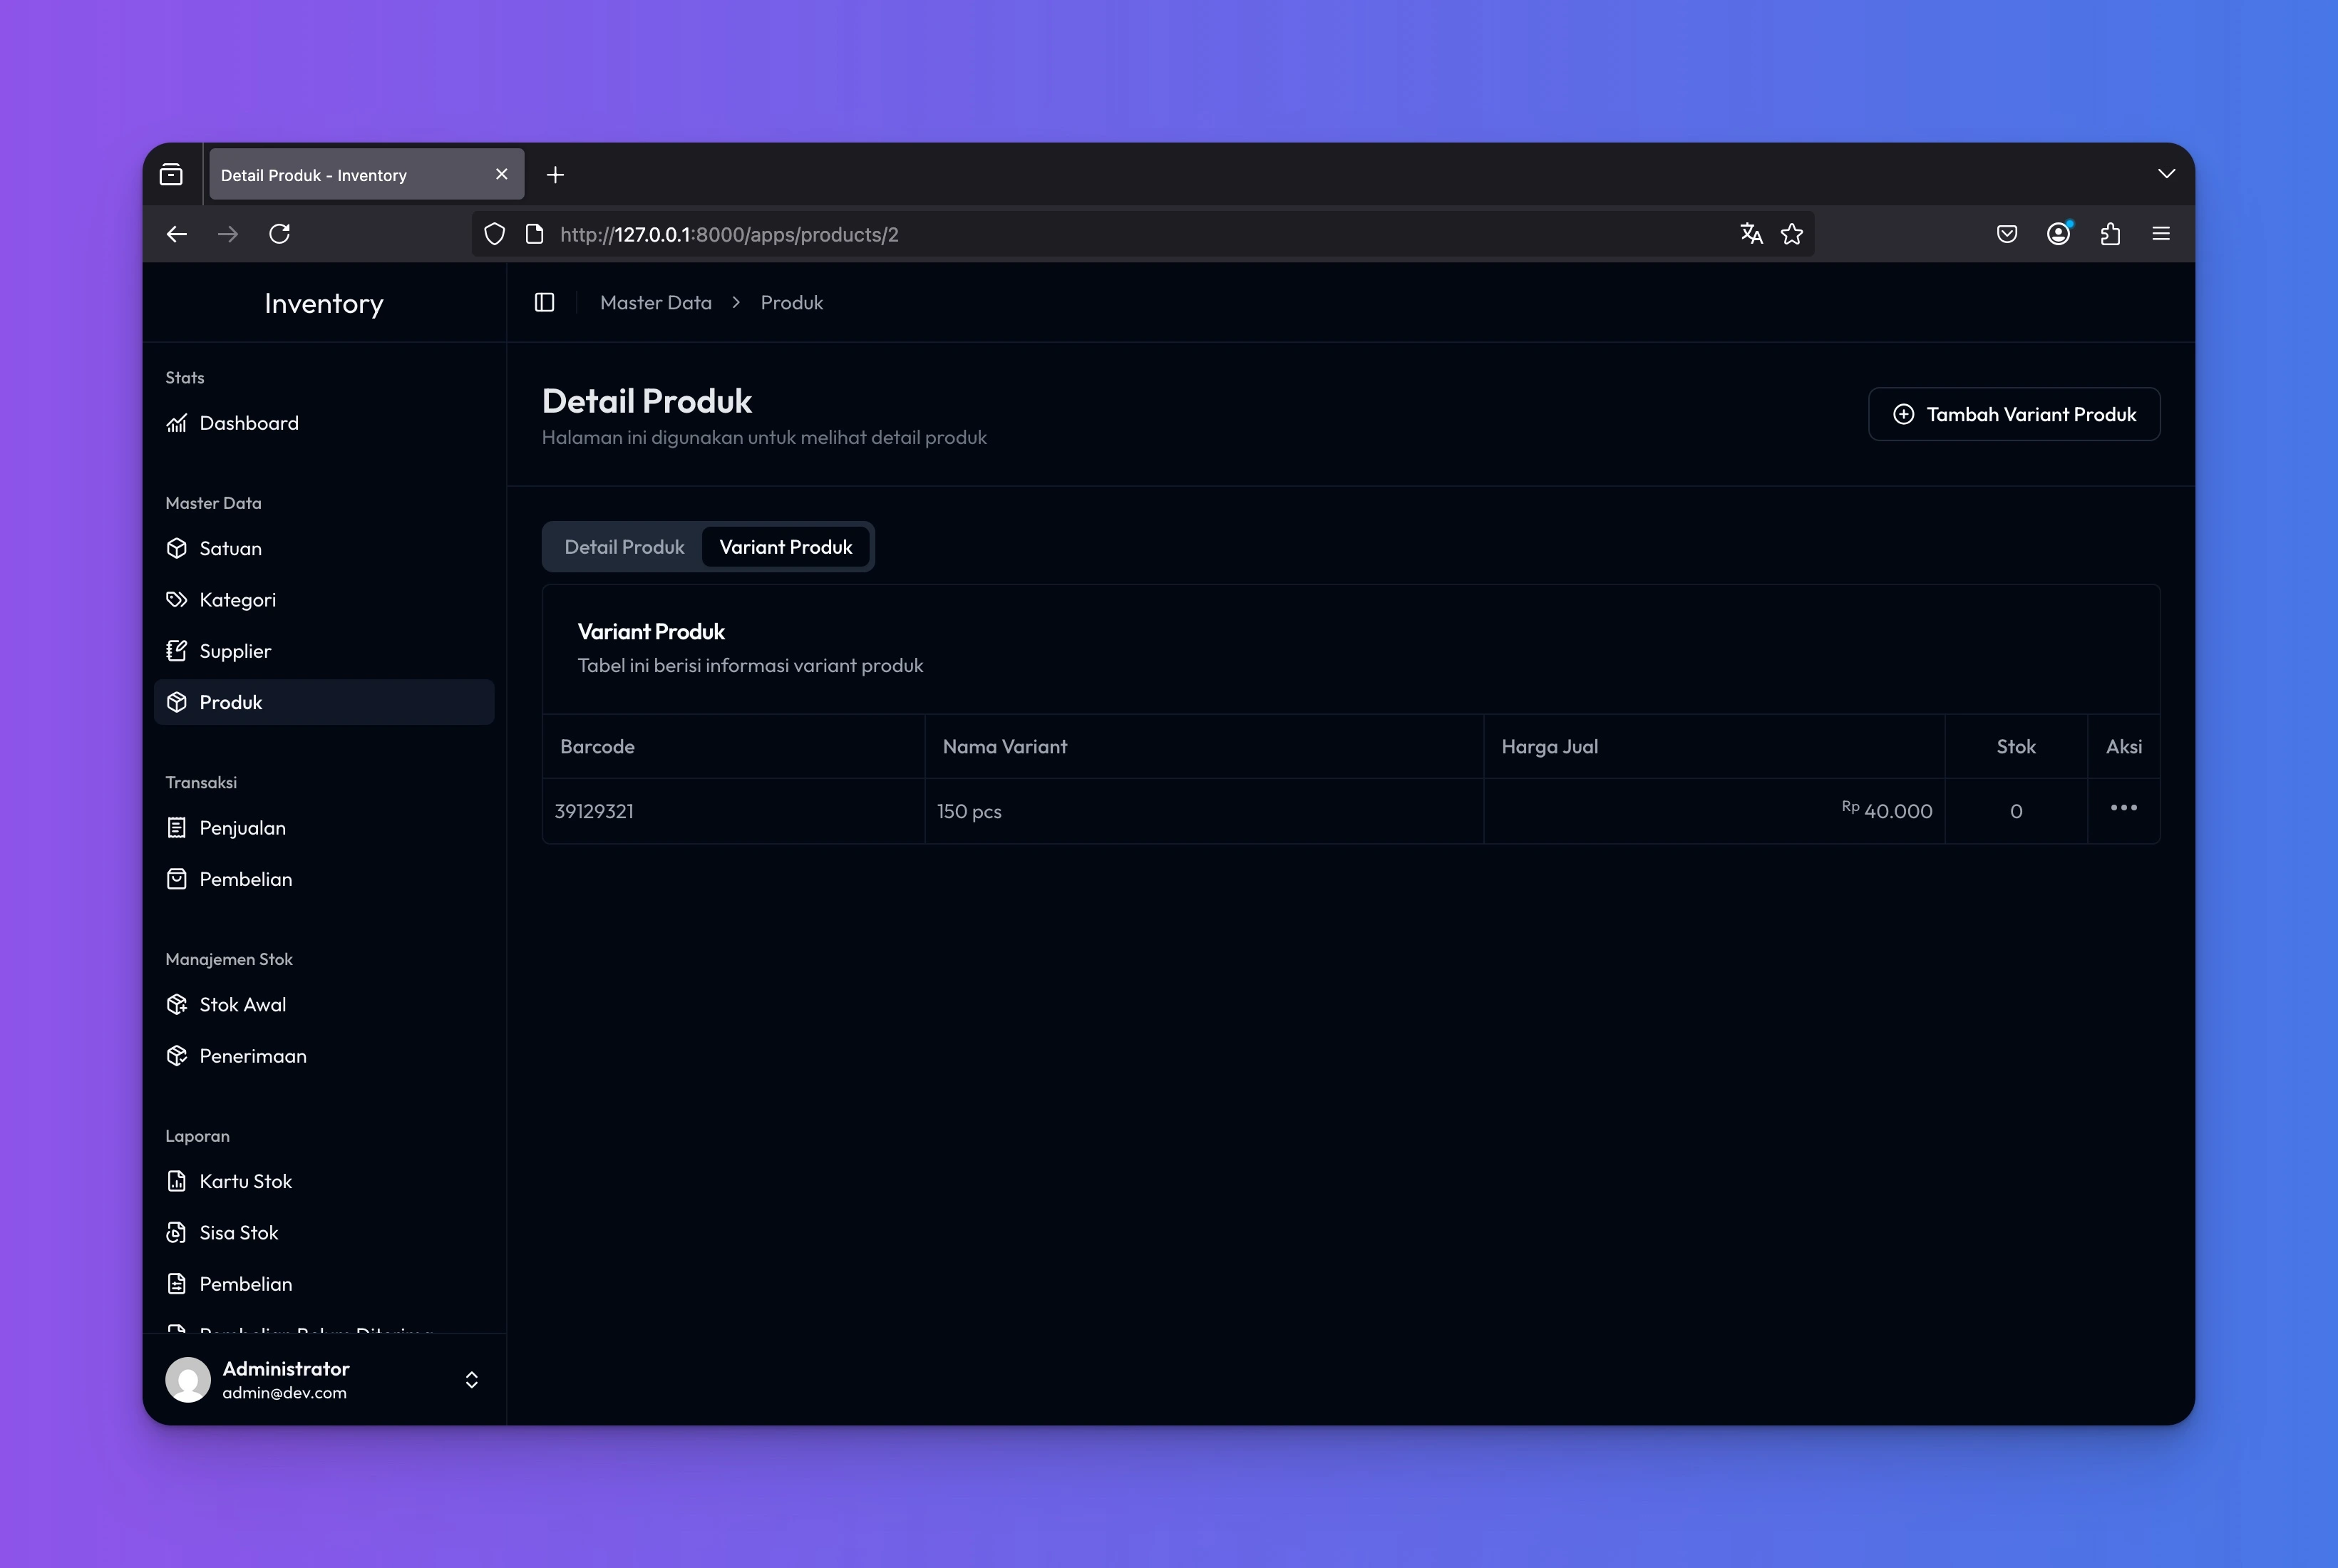 Detail Produk - Inventory
http://127.0.0.1:8000/apps/products/2
Inventory
Stats
Dashboard
Master Data
Satuan
Kategori
Supplier
Produk
Transaksi
Penjualan
Pembelian
Manajemen Stok
Stok Awal
Penerimaan
Laporan
Kartu Stok
Sisa Stok
Pembelian
Pembelian Belum Diterima
Administrator
admin@dev.com
Master Data > Produk
Detail Produk
Halaman ini digunakan untuk melihat detail produk
Tambah Variant Produk
Detail Produk Variant Produk
Variant Produk
Tabel ini berisi informasi variant produk
Barcode Nama Variant Harga Jual Stok Aksi
39129321 150 pcs Rp 40.000 0